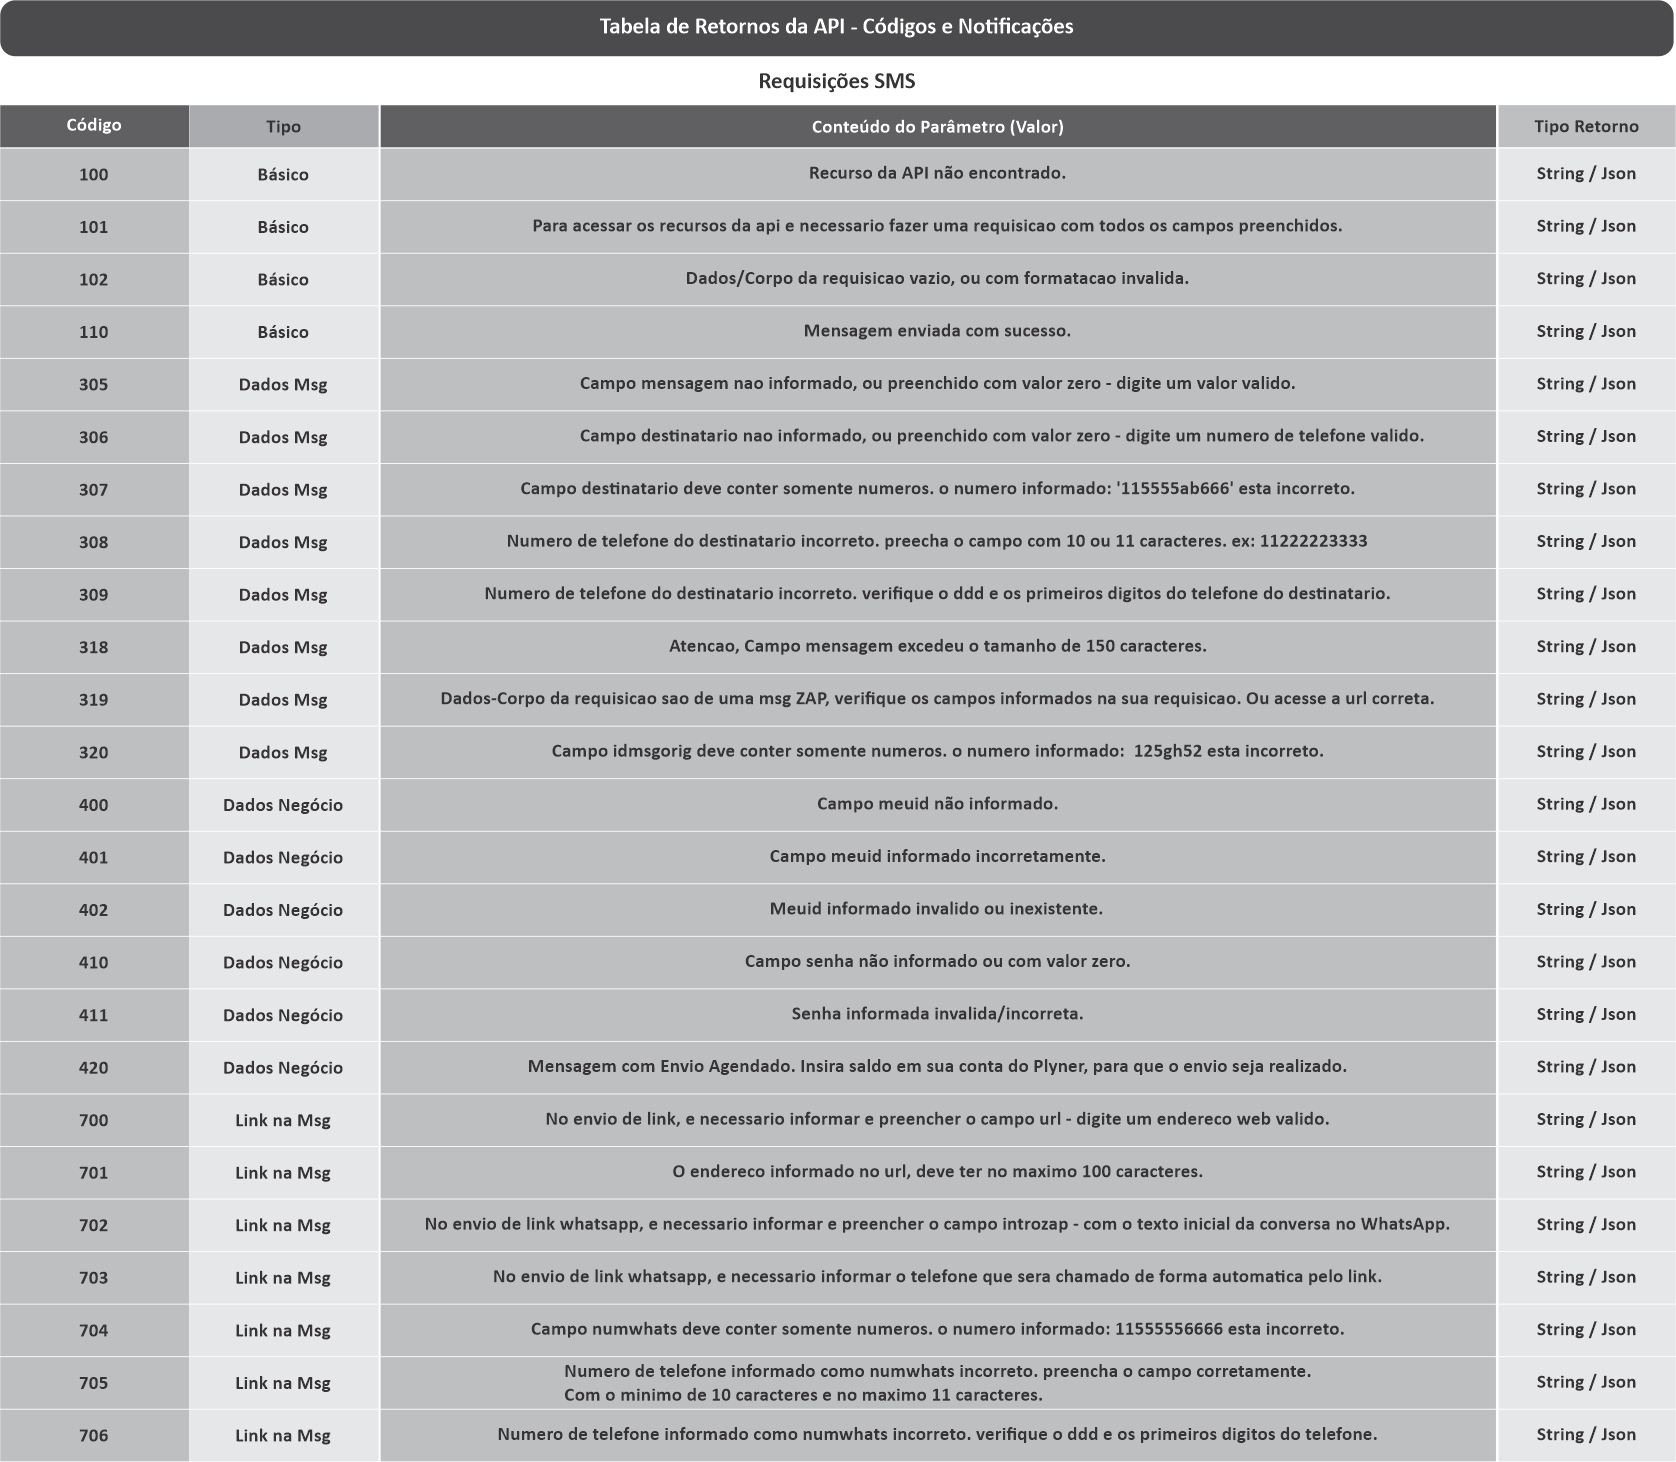 Tabela de Retornos da API - Códigos e Notificações
Requisições SMS
Código Tipo Conteúdo do Parâmetro (Valor) Tipo Retorno
100 Básico Recurso da API não encontrado. String / Json
101 Básico Para acessar os recursos da api e necessario fazer uma requisicao com todos os campos preenchidos. String / Json
102 Básico Dados/Corpo da requisicao vazio, ou com formatacao invalida. String / Json
110 Básico Mensagem enviada com sucesso. String / Json
305 Dados Msg Campo mensagem nao informado, ou preenchido com valor zero - digite um valor valido. String / Json
306 Dados Msg Campo destinatario nao informado, ou preenchido com valor zero - digite um numero de telefone valido. String / Json
307 Dados Msg Campo destinatario deve conter somente numeros. o numero informado: '115555ab666' esta incorreto. String / Json
308 Dados Msg Numero de telefone do destinatario incorreto. preecha o campo com 10 ou 11 caracteres. ex: 11222223333 String / Json
309 Dados Msg Numero de telefone do destinatario incorreto. verifique o ddd e os primeiros digitos do telefone do destinatario. String / Json
318 Dados Msg Atencao, Campo mensagem excedeu o tamanho de 150 caracteres. String / Json
319 Dados Msg Dados-Corpo da requisicao sao de uma msg ZAP, verifique os campos informados na sua requisicao. Ou acesse a url correta. String / Json
320 Dados Msg Campo idmsgorig deve conter somente numeros. o numero informado: 125gh52 esta incorreto. String / Json
400 Dados Negócio Campo meuid não informado. String / Json
401 Dados Negócio Campo meuid informado incorretamente. String / Json
402 Dados Negócio Meuid informado invalido ou inexistente. String / Json
410 Dados Negócio Campo senha não informado ou com valor zero. String / Json
411 Dados Negócio Senha informada invalida/incorreta. String / Json
420 Dados Negócio Mensagem com Envio Agendado. Insira saldo em sua conta do Plyner, para que o envio seja realizado. String / Json
700 Link na Msg No envio de link, e necessario informar e preencher o campo url - digite um endereco web valido. String / Json
701 Link na Msg O endereco informado no url, deve ter no maximo 100 caracteres. String / Json
702 Link na Msg No envio de link whatsapp, e necessario informar e preencher o campo introzap - com o texto inicial da conversa no WhatsApp. String / Json
703 Link na Msg No envio de link whatsapp, e necessario informar o telefone que sera chamado de forma automatica pelo link. String / Json
704 Link na Msg Campo numwhats deve conter somente numeros. o numero informado: 11555556666 esta incorreto. String / Json
705 Link na Msg Numero de telefone informado como numwhats incorreto. preencha o campo corretamente. String / Json
Com o minimo de 10 caracteres e no maximo 11 caracteres.
706 Link na Msg Numero de telefone informado como numwhats incorreto. verifique o ddd e os primeiros digitos do telefone. String / Json